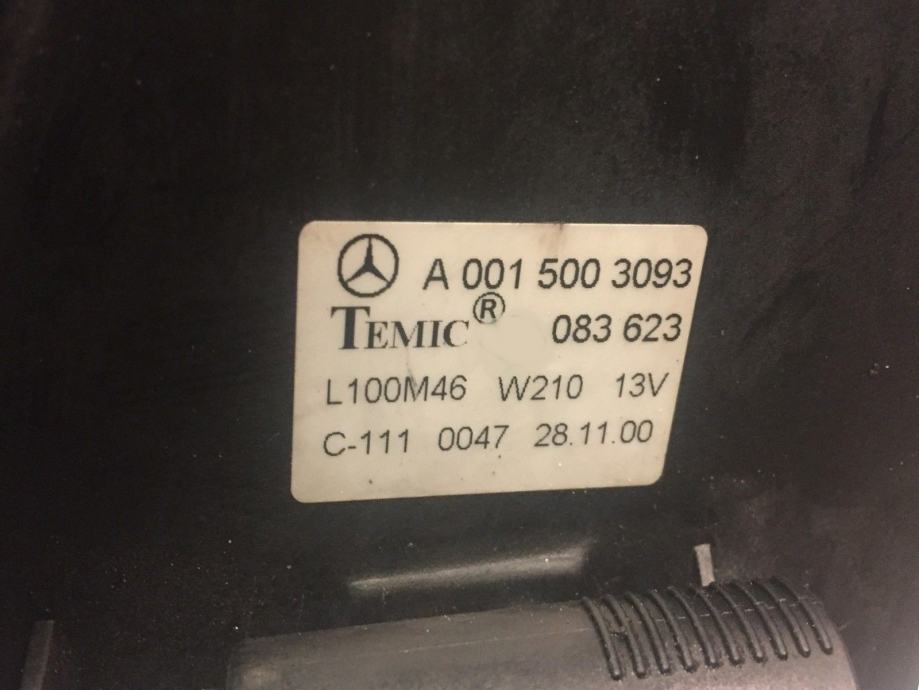 A 001 500 3093
TEMIC® 083 623
L100M46 W210 13V
C-111 0047 28.11.00